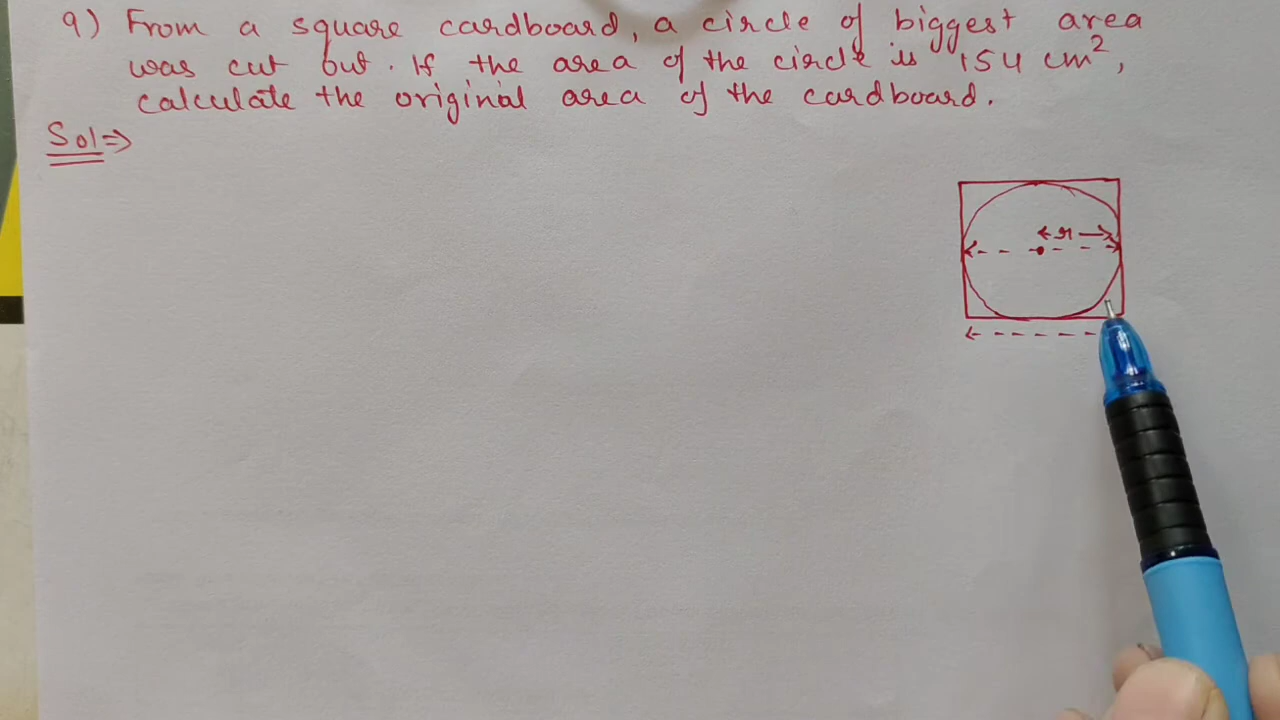 9) From a square cardboard, a circle of biggest area
was cut out. If the area of the circle is 154 cm²,
calculate the original area of the cardboard.
Sol⇒
r